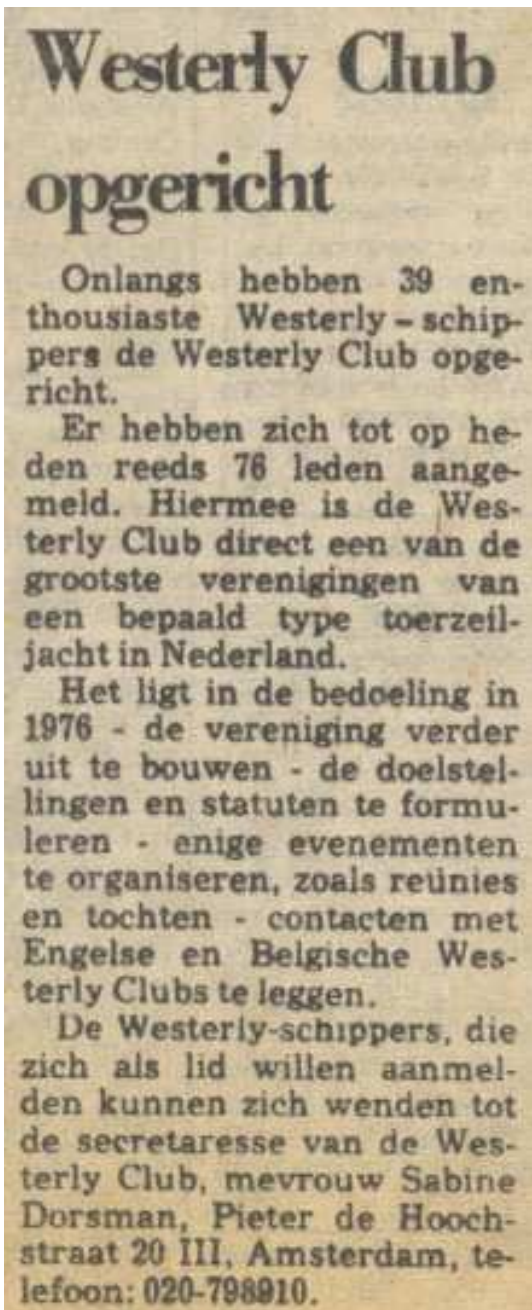 Westerly Club
opgericht
Onlangs hebben 39 en-
thousiaste Westerly – schip-
pers de Westerly Club opge-
richt.
Er hebben zich tot op he-
den reeds 76 leden aange-
meld. Hiermee is de Wes-
terly Club direct een van de
grootste verenigingen van
een bepaald type toerzeil-
jacht in Nederland.
Het ligt in de bedoeling in
1976 - de vereniging verder
uit te bouwen - de doelstel-
lingen en statuten te formu-
leren - enige evenementen
te organiseren, zoals reünies
en tochten - contacten met
Engelse en Belgische Wes-
terly Clubs te leggen.
De Westerly-schippers, die
zich als lid willen aanmel-
den kunnen zich wenden tot
de secretaresse van de Wes-
terly Club, mevrouw Sabine
Dorsman, Pieter de Hooch-
straat 20 III, Amsterdam, te-
lefoon: 020-798910.